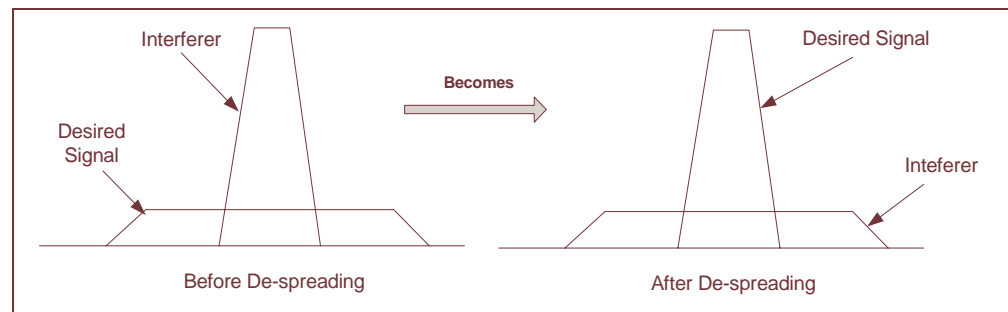 Interferer
Desired
Signal
Before De-spreading
Becomes
Desired Signal
Inteferer
After De-spreading